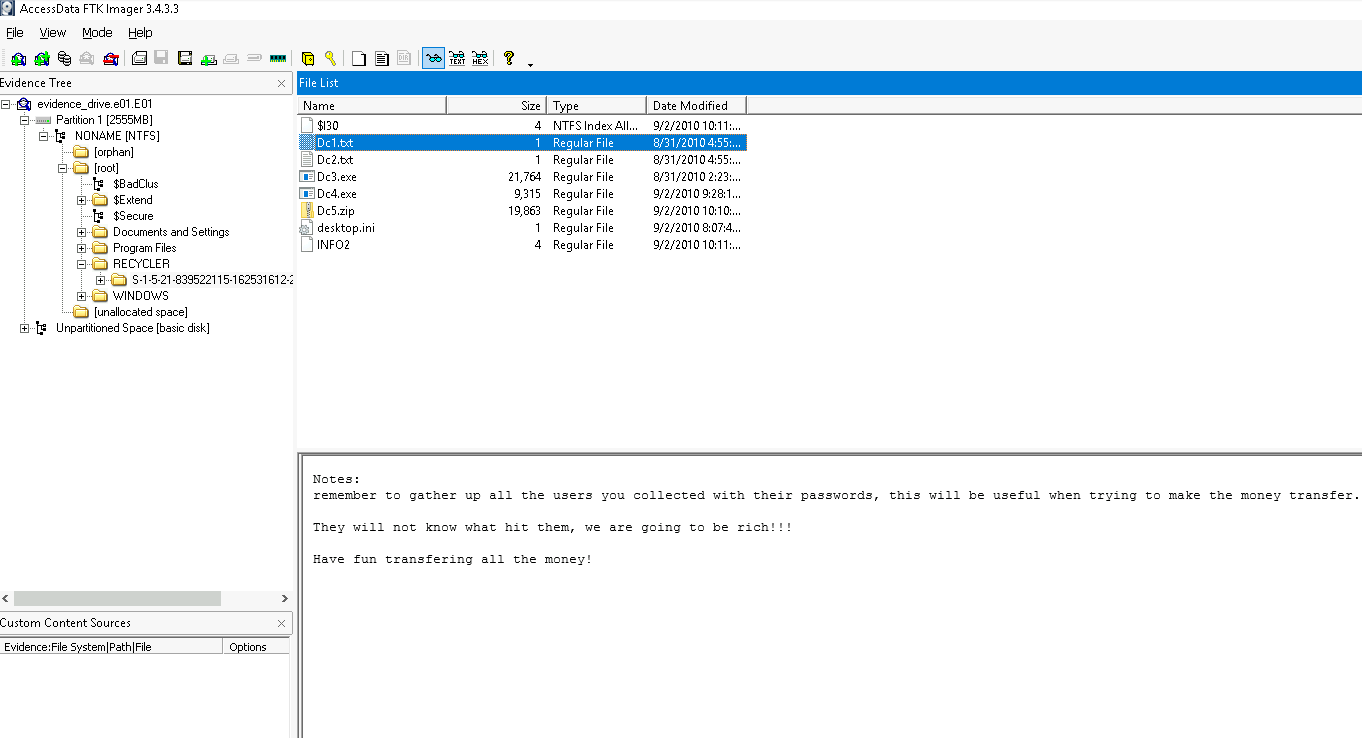 AccessData FTK Imager 3.4.3.3
File View Mode Help
TEXT HEX
Evidence Tree
evidence_drive.e01.E01
Partition 1 [2555MB]
NONAME [NTFS]
[orphan]
[root]
$BadClus
$Extend
$Secure
Documents and Settings
Program Files
RECYCLER
S-1-5-21-839522115-162531612-2
WINDOWS
[unallocated space]
Unpartitioned Space [basic disk]
Custom Content Sources
Evidence:File System|Path|File Options
File List
Name Size Type Date Modified
$I30 4 NTFS Index All... 9/2/2010 10:11:...
Dc1.txt 1 Regular File 8/31/2010 4:55:...
Dc2.txt 1 Regular File 8/31/2010 4:55:...
Dc3.exe 21,764 Regular File 8/31/2010 2:23:...
Dc4.exe 9,315 Regular File 9/2/2010 9:28:1...
Dc5.zip 19,863 Regular File 9/2/2010 10:10:...
desktop.ini 1 Regular File 9/2/2010 8:07:4...
INFO2 4 Regular File 9/2/2010 10:11:...
Notes:
remember to gather up all the users you collected with their passwords, this will be useful when trying to make the money transfer.
They will not know what hit them, we are going to be rich!!!
Have fun transfering all the money!